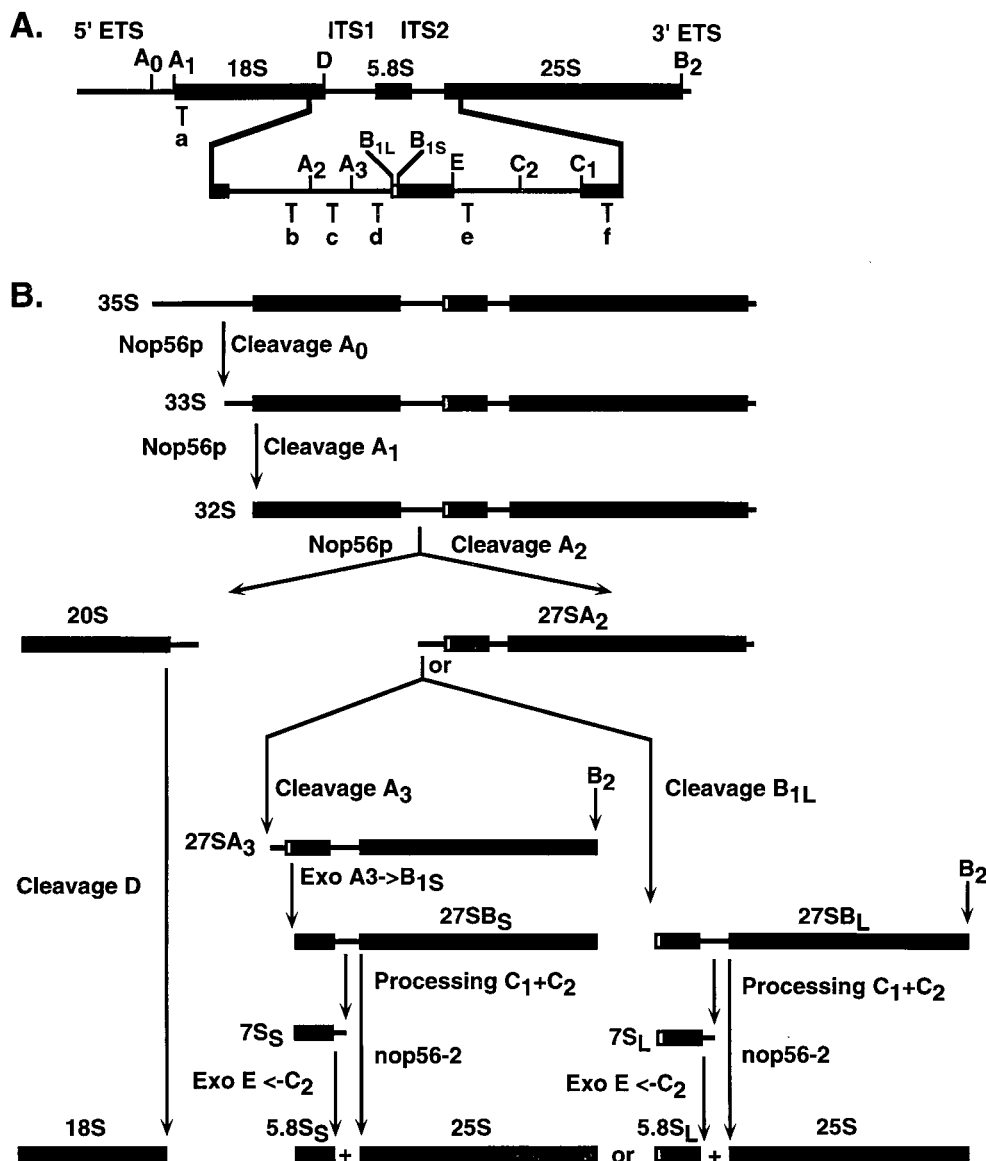 A.
5' ETS ITS1 ITS2 3' ETS
A0 A1 18S D 5.8S 25S B2
a
B1L B1S
A2 A3 E C2 C1
b c d e f
B.
35S
Nop56p Cleavage A0
33S
Nop56p Cleavage A1
32S
Nop56p Cleavage A2
20S 27SA2
or
Cleavage A3 B2 Cleavage B1L
27SA3
Cleavage D Exo A3->B1S B2
27SBS 27SBL
Processing C1+C2 Processing C1+C2
7SS 7SL
nop56-2 nop56-2
Exo E <-C2 Exo E <-C2
18S 5.8SS 25S 5.8SL 25S
+ or +